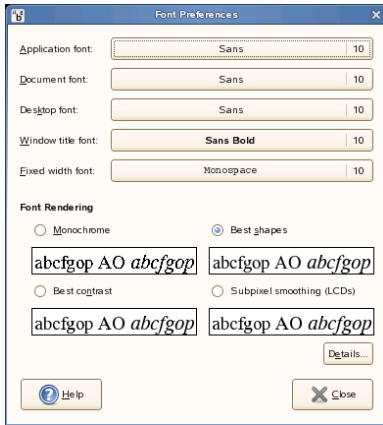 Font Preferences
Application font: Sans 10
Document font: Sans 10
Desktop font: Sans 10
Window title font: Sans Bold 10
Fixed width font: Monospace 10
Font Rendering
Monochrome Best shapes
abcfgop AO abcfgop abcfgop AO abcfgop
Best contrast Subpixel smoothing (LCDs)
abcfgop AO abcfgop abcfgop AO abcfgop
Details...
Help Close